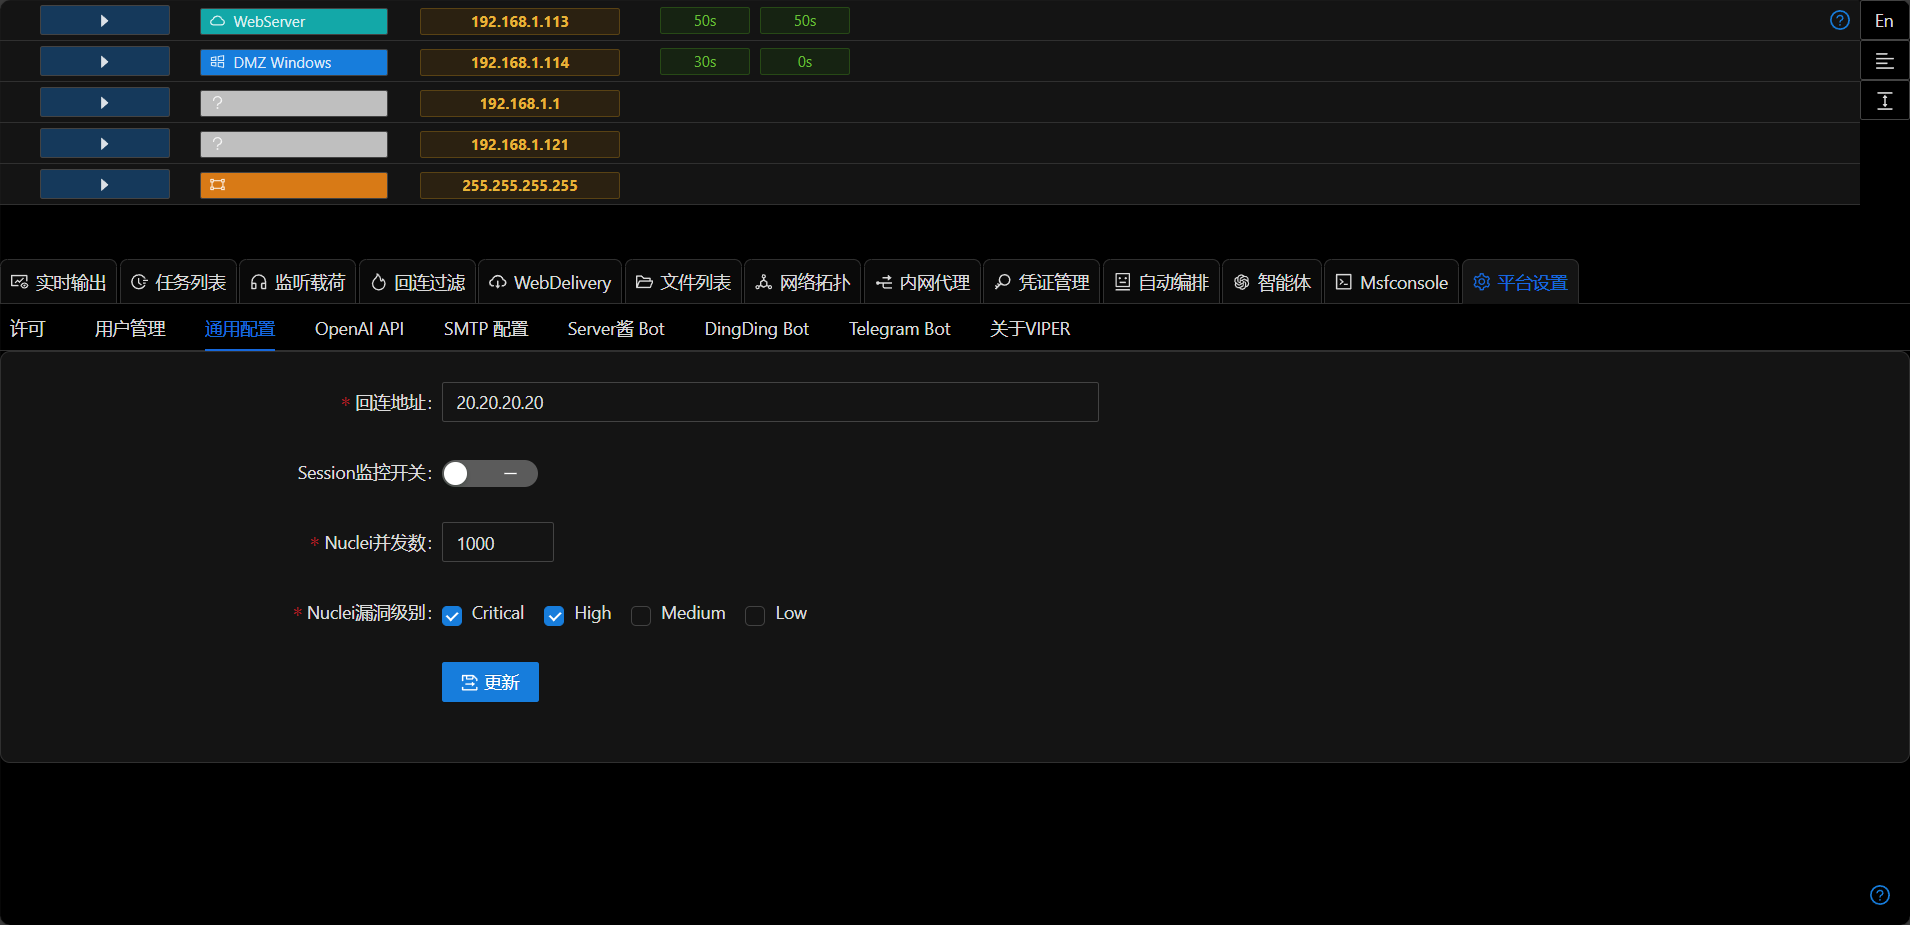 WebServer 192.168.1.113 50s 50s En
DMZ Windows 192.168.1.114 30s 0s
? 192.168.1.1
? 192.168.1.121
255.255.255.255
实时输出 任务列表 监听载荷 回连过滤 WebDelivery 文件列表 网络拓扑 内网代理 凭证管理 自动编排 智能体 Msfconsole 平台设置
许可 用户管理 通用配置 OpenAI API SMTP 配置 Server酱 Bot DingDing Bot Telegram Bot 关于VIPER
* 回连地址: 20.20.20.20
Session监控开关:
* Nuclei并发数: 1000
* Nuclei漏洞级别: Critical High Medium Low
更新